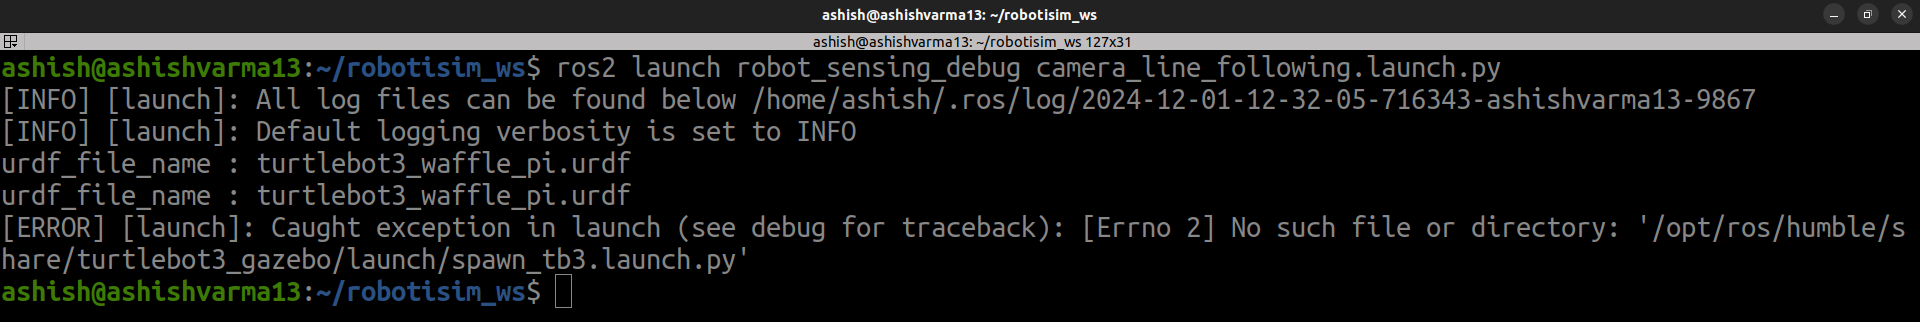 ashish@ashishvarma13: ~/robotisim_ws
ashish@ashishvarma13: ~/robotisim_ws 127x31
ashish@ashishvarma13:~/robotisim_ws$ ros2 launch robot_sensing_debug camera_line_following.launch.py
[INFO] [launch]: All log files can be found below /home/ashish/.ros/log/2024-12-01-12-32-05-716343-ashishvarma13-9867
[INFO] [launch]: Default logging verbosity is set to INFO
urdf_file_name : turtlebot3_waffle_pi.urdf
urdf_file_name : turtlebot3_waffle_pi.urdf
[ERROR] [launch]: Caught exception in launch (see debug for traceback): [Errno 2] No such file or directory: '/opt/ros/humble/s
hare/turtlebot3_gazebo/launch/spawn_tb3.launch.py'
ashish@ashishvarma13:~/robotisim_ws$